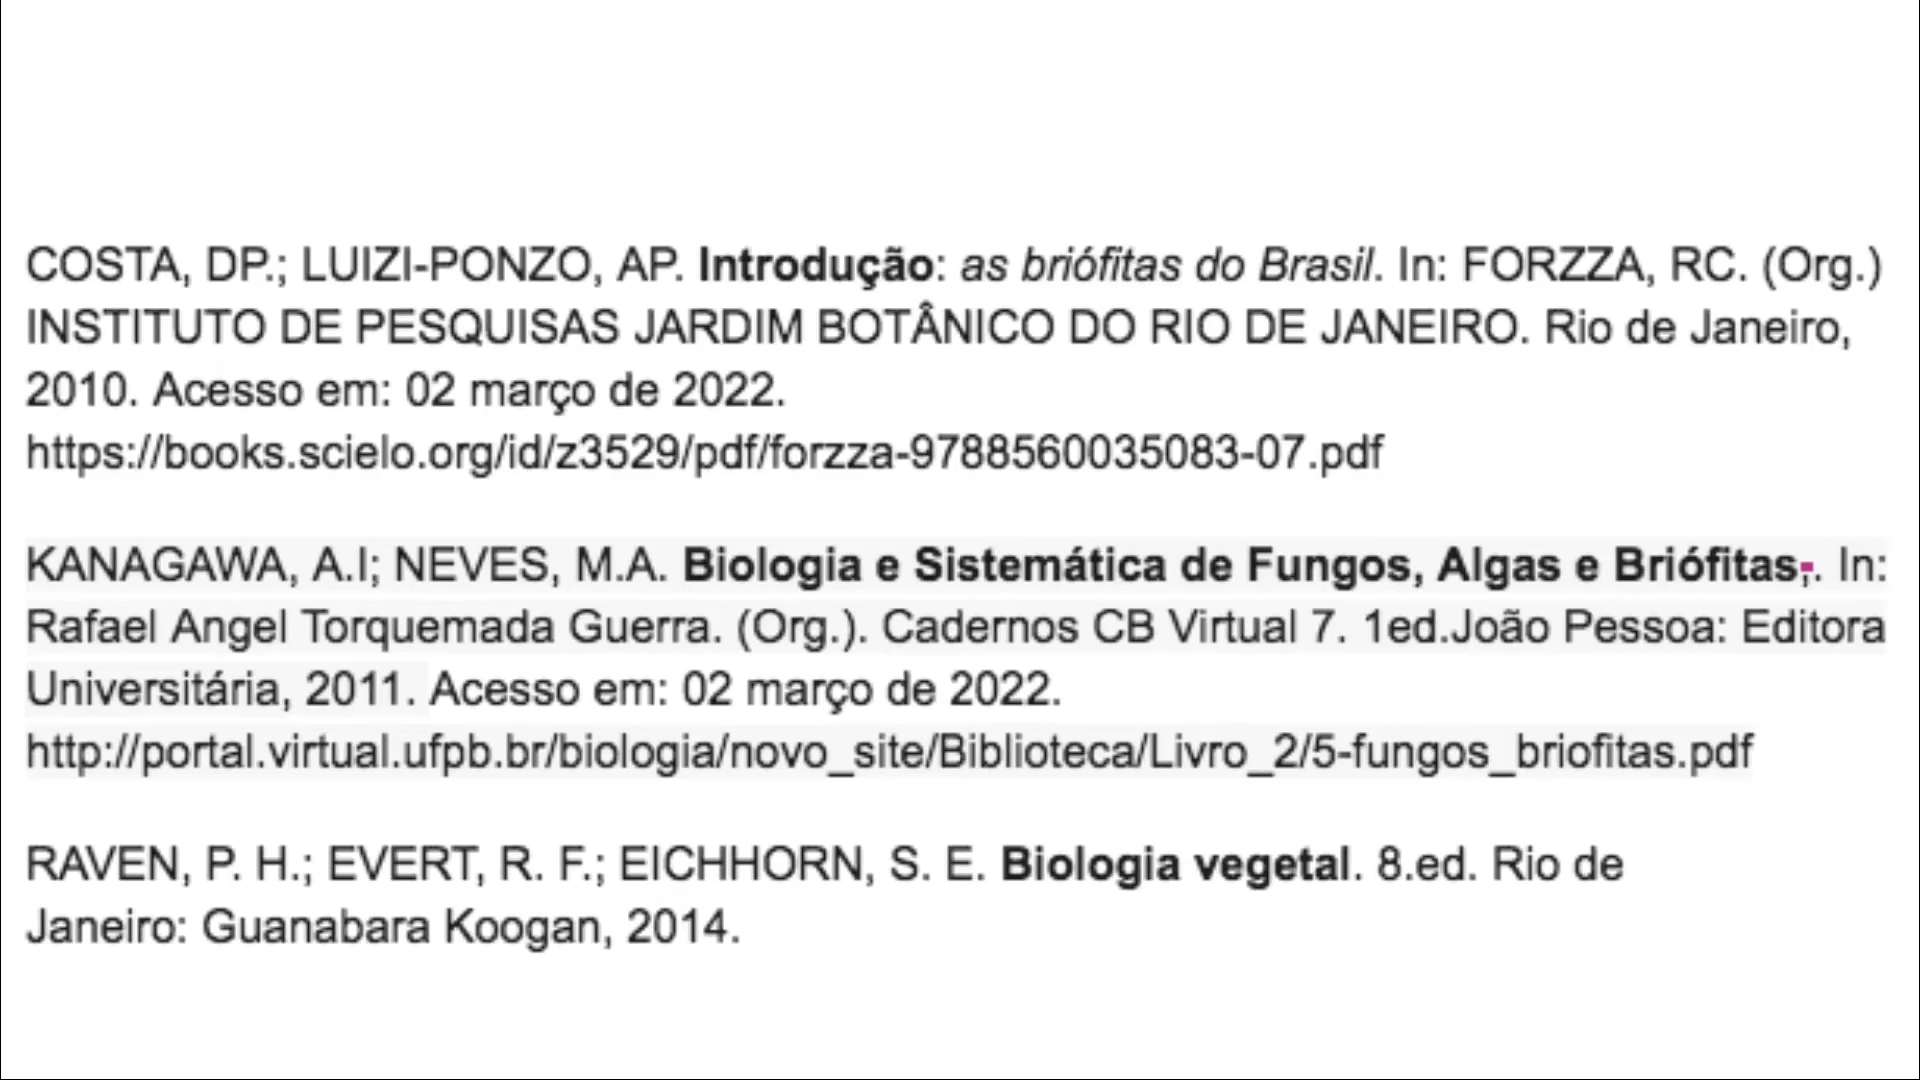 COSTA, DP.; LUIZI-PONZO, AP. Introdução: as briófitas do Brasil. In: FORZZA, RC. (Org.)
INSTITUTO DE PESQUISAS JARDIM BOTÂNICO DO RIO DE JANEIRO. Rio de Janeiro,
2010. Acesso em: 02 março de 2022.
https://books.scielo.org/id/z3529/pdf/forzza-9788560035083-07.pdf
KANAGAWA, A.I; NEVES, M.A. Biologia e Sistemática de Fungos, Algas e Briófitas,. In:
Rafael Angel Torquemada Guerra. (Org.). Cadernos CB Virtual 7. 1ed.João Pessoa: Editora
Universitária, 2011. Acesso em: 02 março de 2022.
http://portal.virtual.ufpb.br/biologia/novo_site/Biblioteca/Livro_2/5-fungos_briofitas.pdf
RAVEN, P. H.; EVERT, R. F.; EICHHORN, S. E. Biologia vegetal. 8.ed. Rio de
Janeiro: Guanabara Koogan, 2014.